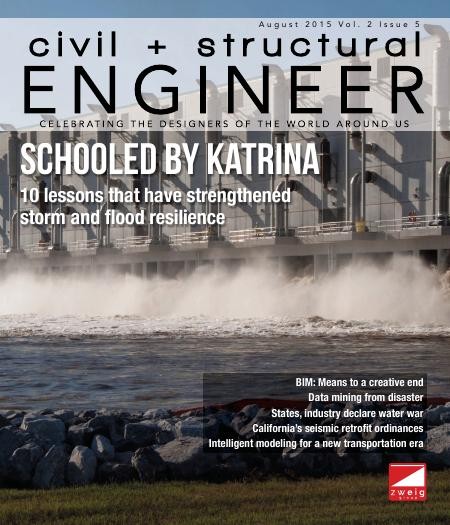 August 2015 Vol. 2 Issue 5
civil + structural
ENGINEER
CELEBRATING THE DESIGNERS OF THE WORLD AROUND US
SCHOOLED BY KATRINA
10 lessons that have strengthened
storm and flood resilience
BIM: Means to a creative end
Data mining from disaster
States, industry declare water war
California's seismic retrofit ordinances
Intelligent modeling for a new transportation era
zweig
group